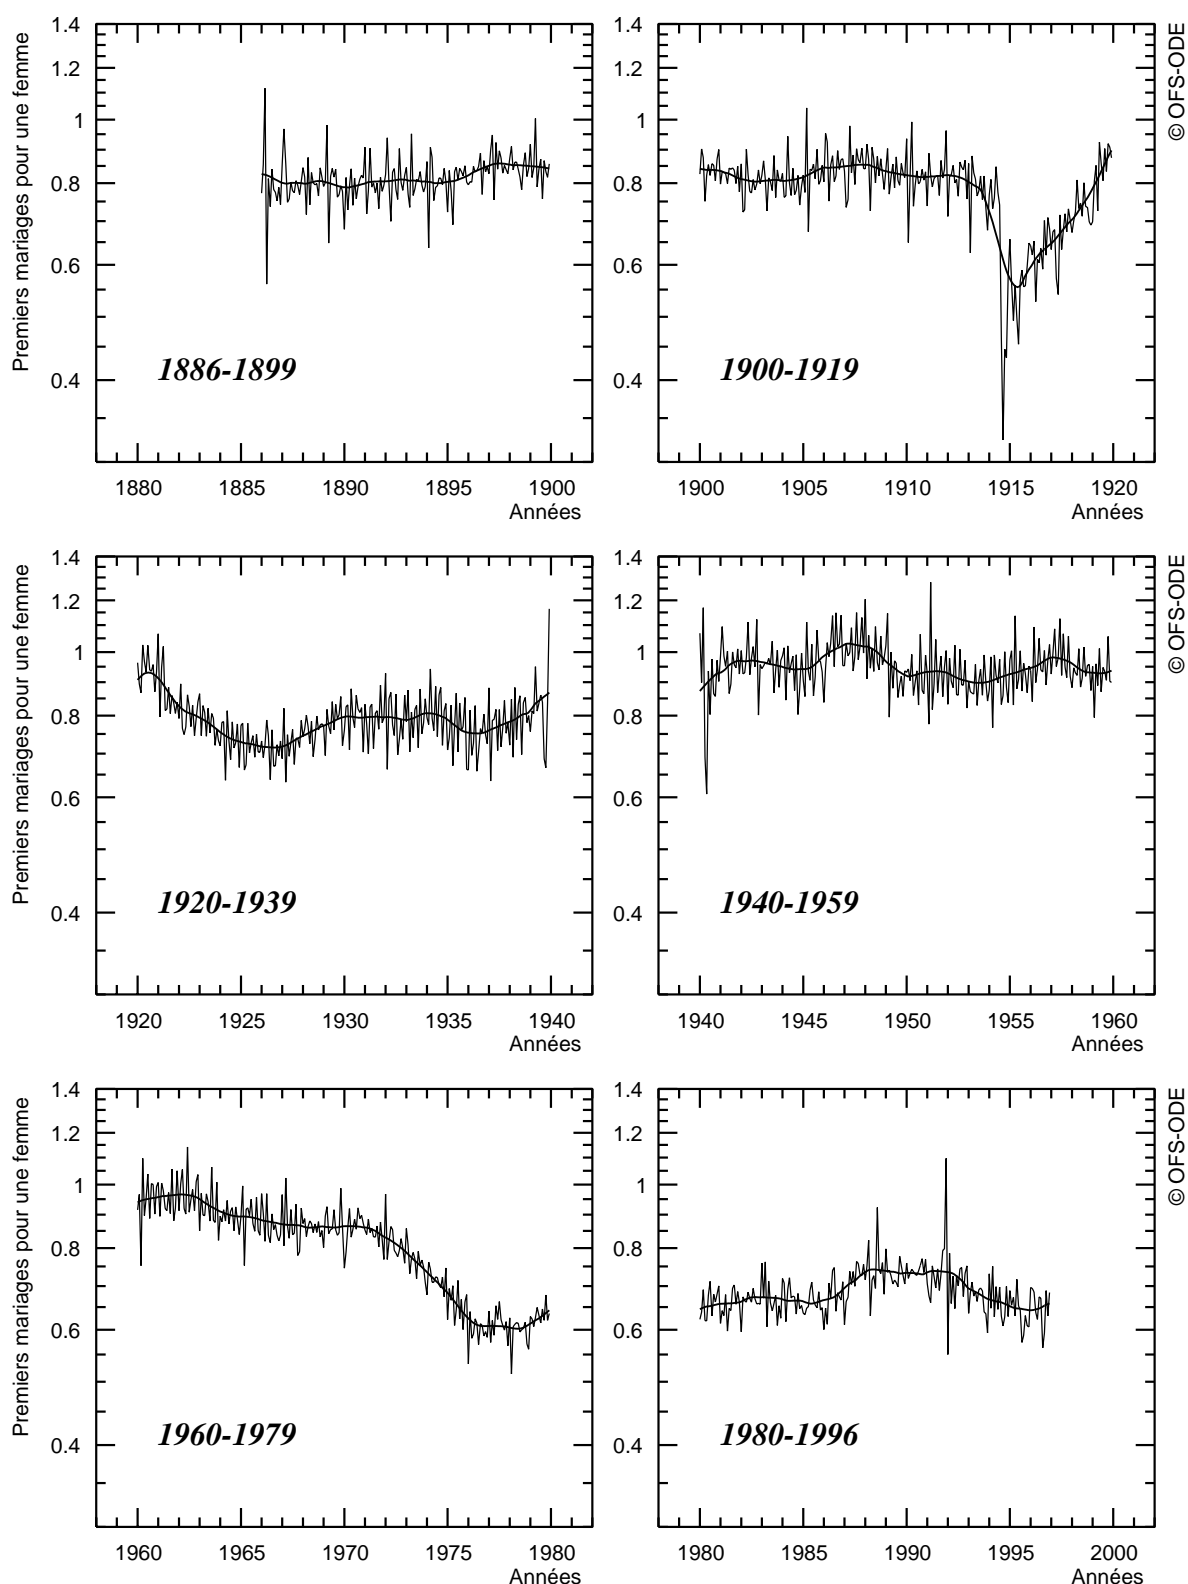 Premiers mariages pour une femme
1.4
1.2
1
0.8
0.6
0.4
1886-1899
1880 1885 1890 1895 1900
Années
1.4
1.2
1
0.8
0.6
0.4
1900-1919
1900 1905 1910 1915 1920
Années
© OFS-ODE
Premiers mariages pour une femme
1.4
1.2
1
0.8
0.6
0.4
1920-1939
1920 1925 1930 1935 1940
Années
1.4
1.2
1
0.8
0.6
0.4
1940-1959
1940 1945 1950 1955 1960
Années
© OFS-ODE
Premiers mariages pour une femme
1.4
1.2
1
0.8
0.6
0.4
1960-1979
1960 1965 1970 1975 1980
Années
1.4
1.2
1
0.8
0.6
0.4
1980-1996
1980 1985 1990 1995 2000
Années
© OFS-ODE